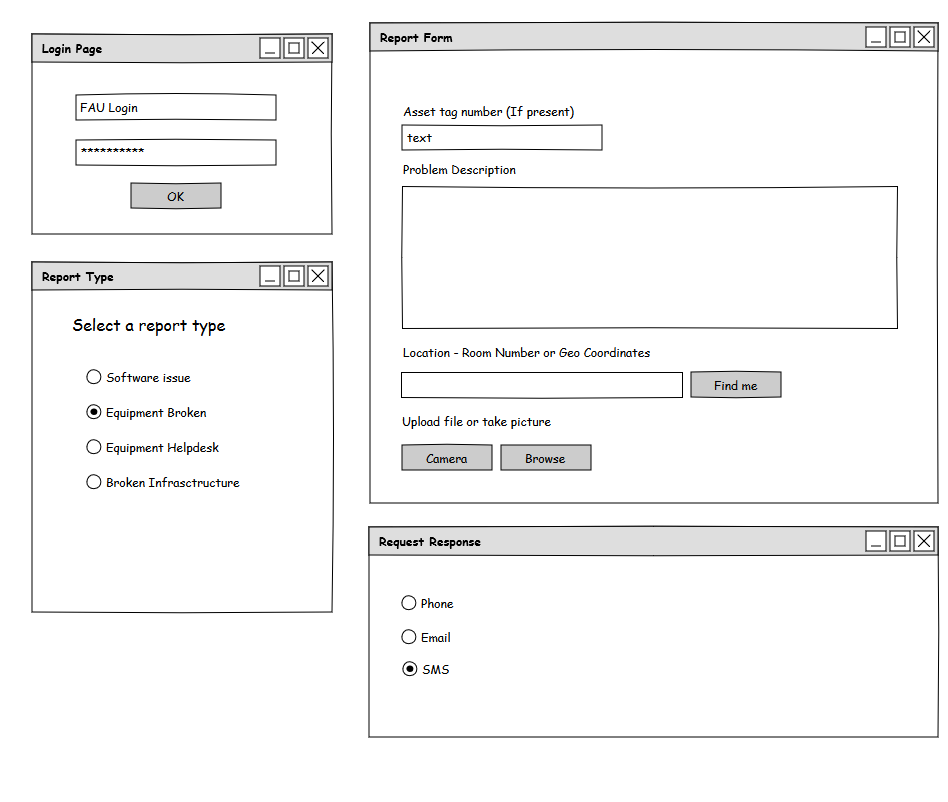 Login Page
FAU Login
**********
OK
Report Type
Select a report type
Software issue
Equipment Broken
Equipment Helpdesk
Broken Infrasctructure
Report Form
Asset tag number (If present)
text
Problem Description
Location - Room Number or Geo Coordinates
Find me
Upload file or take picture
Camera Browse
Request Response
Phone
Email
SMS